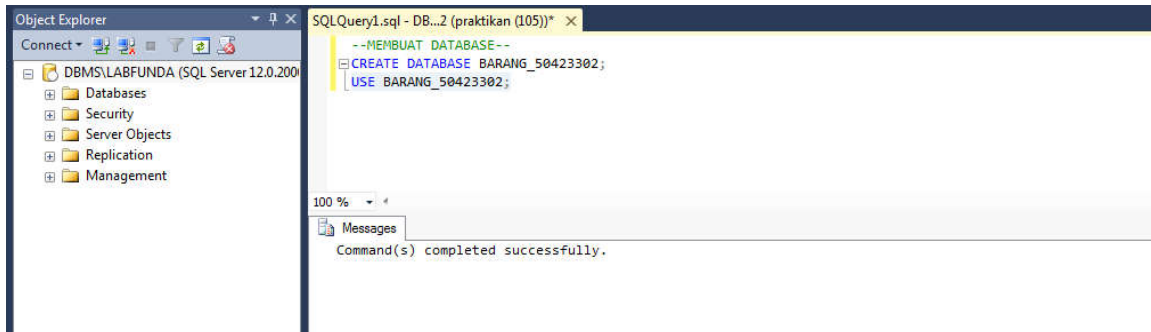 Object Explorer
Connect
DBMS\LABFUNDA (SQL Server 12.0.200
Databases
Security
Server Objects
Replication
Management
SQLQuery1.sql - DB...2 (praktikan (105))*
--MEMBUAT DATABASE--
CREATE DATABASE BARANG_50423302;
USE BARANG_50423302;
100 %
Messages
Command(s) completed successfully.